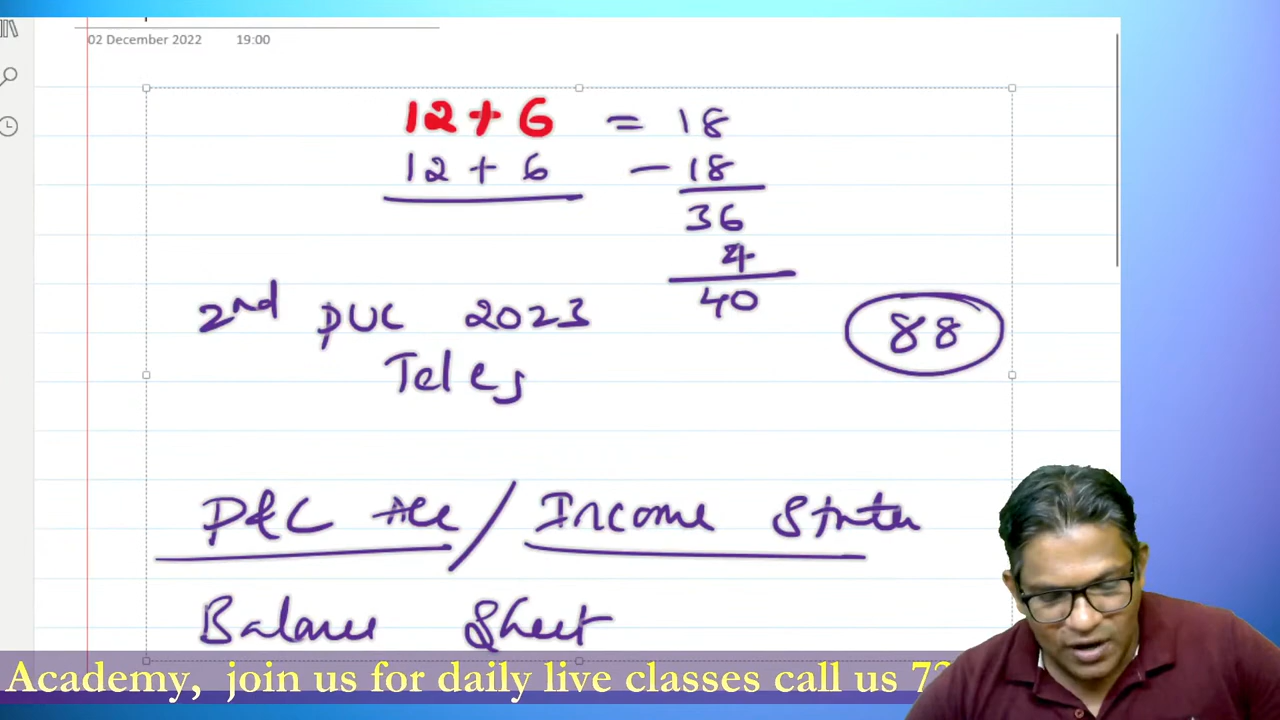 02 December 2022 19:00
12 + 6 = 18
12 + 6 - 18
36
4
40
2nd PUC 2023
88
P&L Acc / Income
Balance Sheet
Academy, join us for daily live classes call us 7